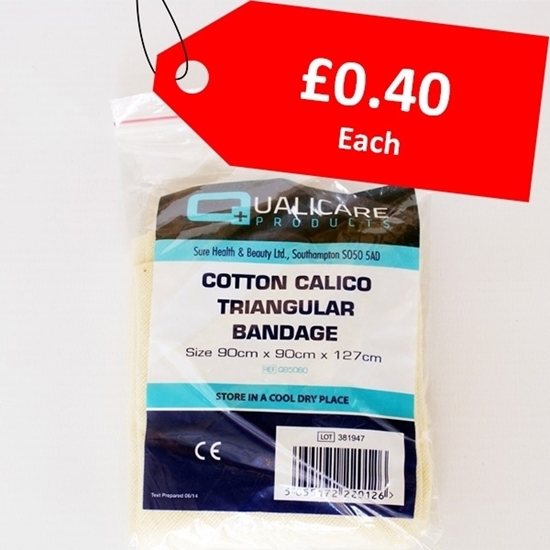 £0.40
Each
QUALICARE
PRODUCTS
Sure Health & Beauty Ltd., Southampton SO50 5AD
COTTON CALICO
TRIANGULAR
BANDAGE
Size 90cm x 90cm x 127cm
REF
STORE IN A COOL DRY PLACE
LOT 381947
CE
Text Prepared 06/14